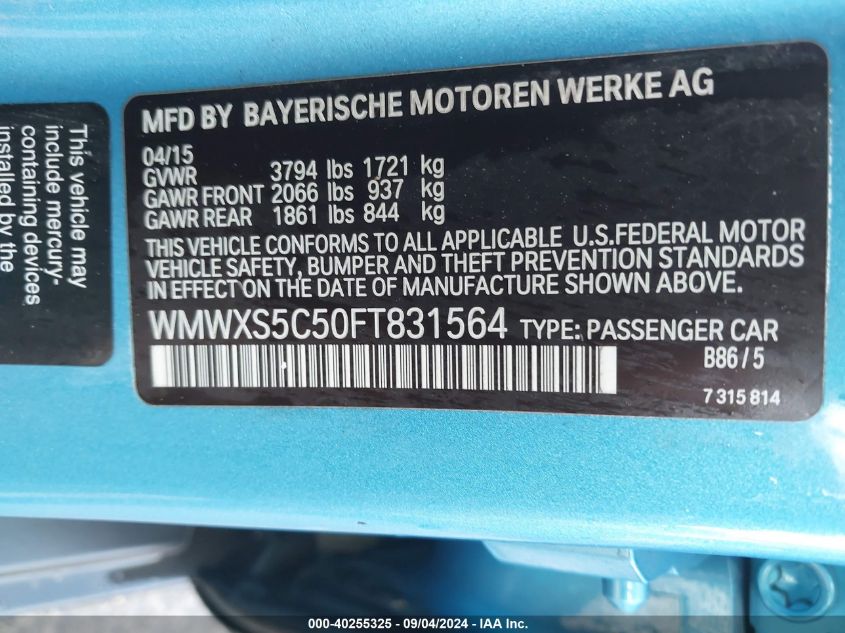 This vehicle may
include mercury-
containing devices
installed by the
MFD BY BAYERISCHE MOTOREN WERKE AG
04/15
GVWR 3794 lbs 1721 kg
GAWR FRONT 2066 lbs 937 kg
GAWR REAR 1861 lbs 844 kg
THIS VEHICLE CONFORMS TO ALL APPLICABLE U.S.FEDERAL MOTOR
VEHICLE SAFETY, BUMPER AND THEFT PREVENTION STANDARDS
IN EFFECT ON THE DATE OF MANUFACTURE SHOWN ABOVE.
WMWXS5C50FT831564 TYPE: PASSENGER CAR
B86/5
7 315 814
000-40255325 - 09/04/2024 - IAA Inc.